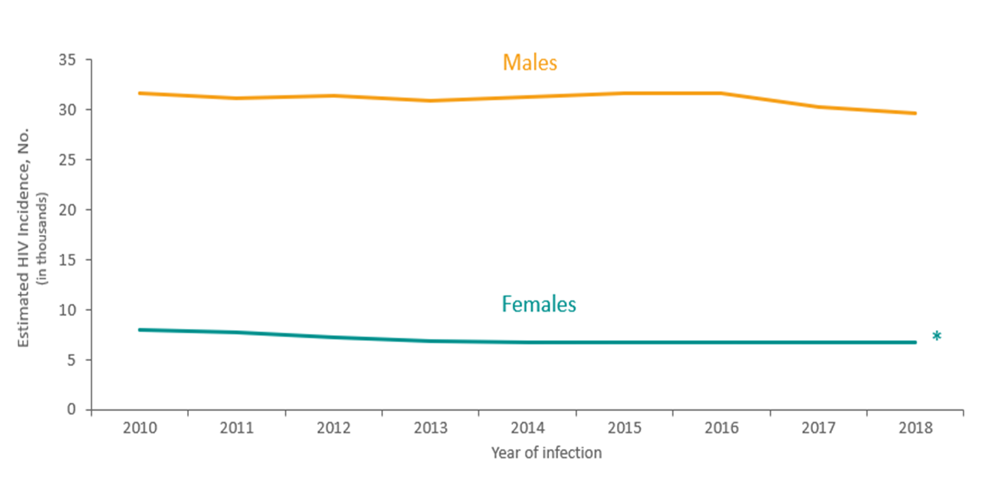 Males
35
30
25
20
15
10
5
0
Estimated HIV Incidence, No.
(in thousands)
Females
*
2010 2011 2012 2013 2014 2015 2016 2017 2018
Year of infection